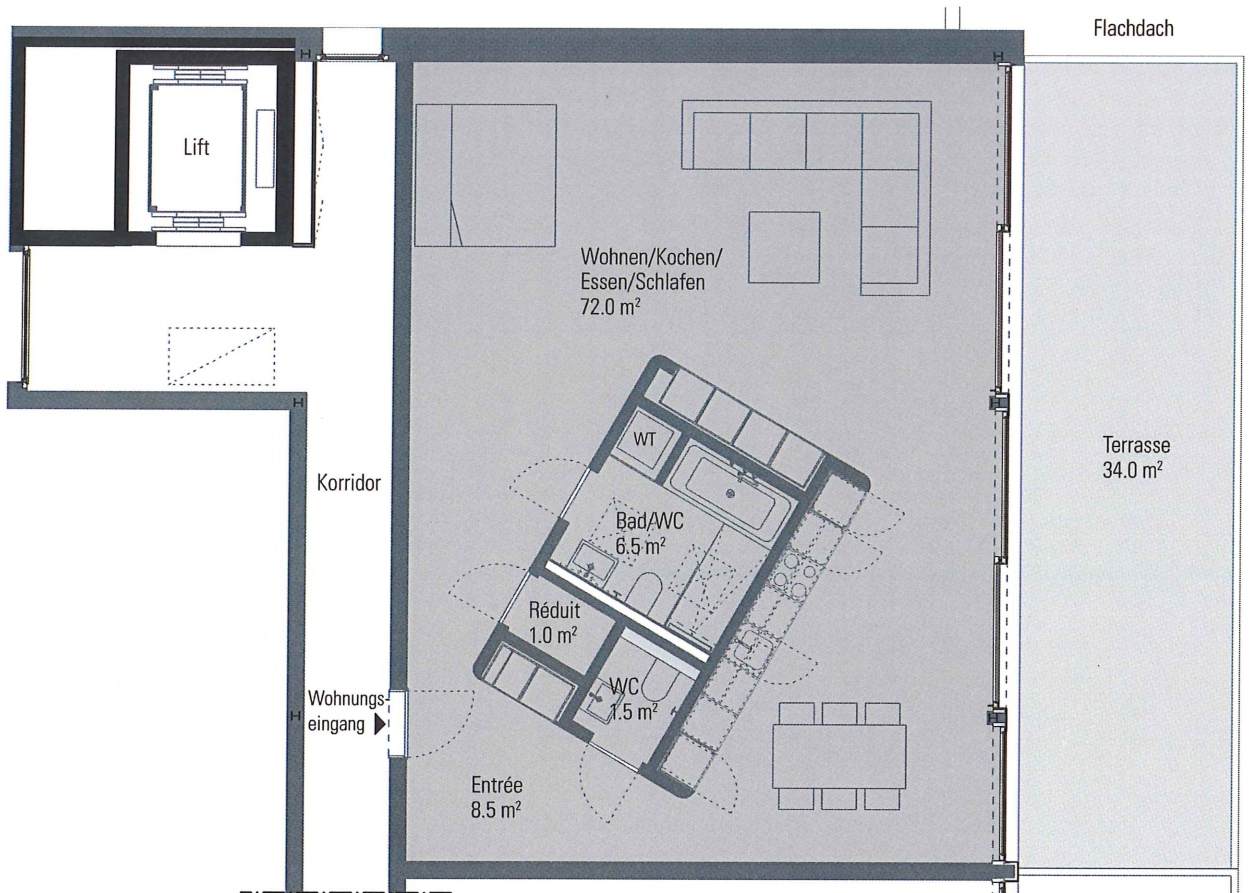 Flachdach
Lift
Wohnen/Kochen/
Essen/Schlafen
72.0 m²
WT
Terrasse
34.0 m²
Korridor
Bad/WC
6.5 m²
Réduit
1.0 m²
WC
1.5 m²
Wohnungs-
eingang
Entrée
8.5 m²